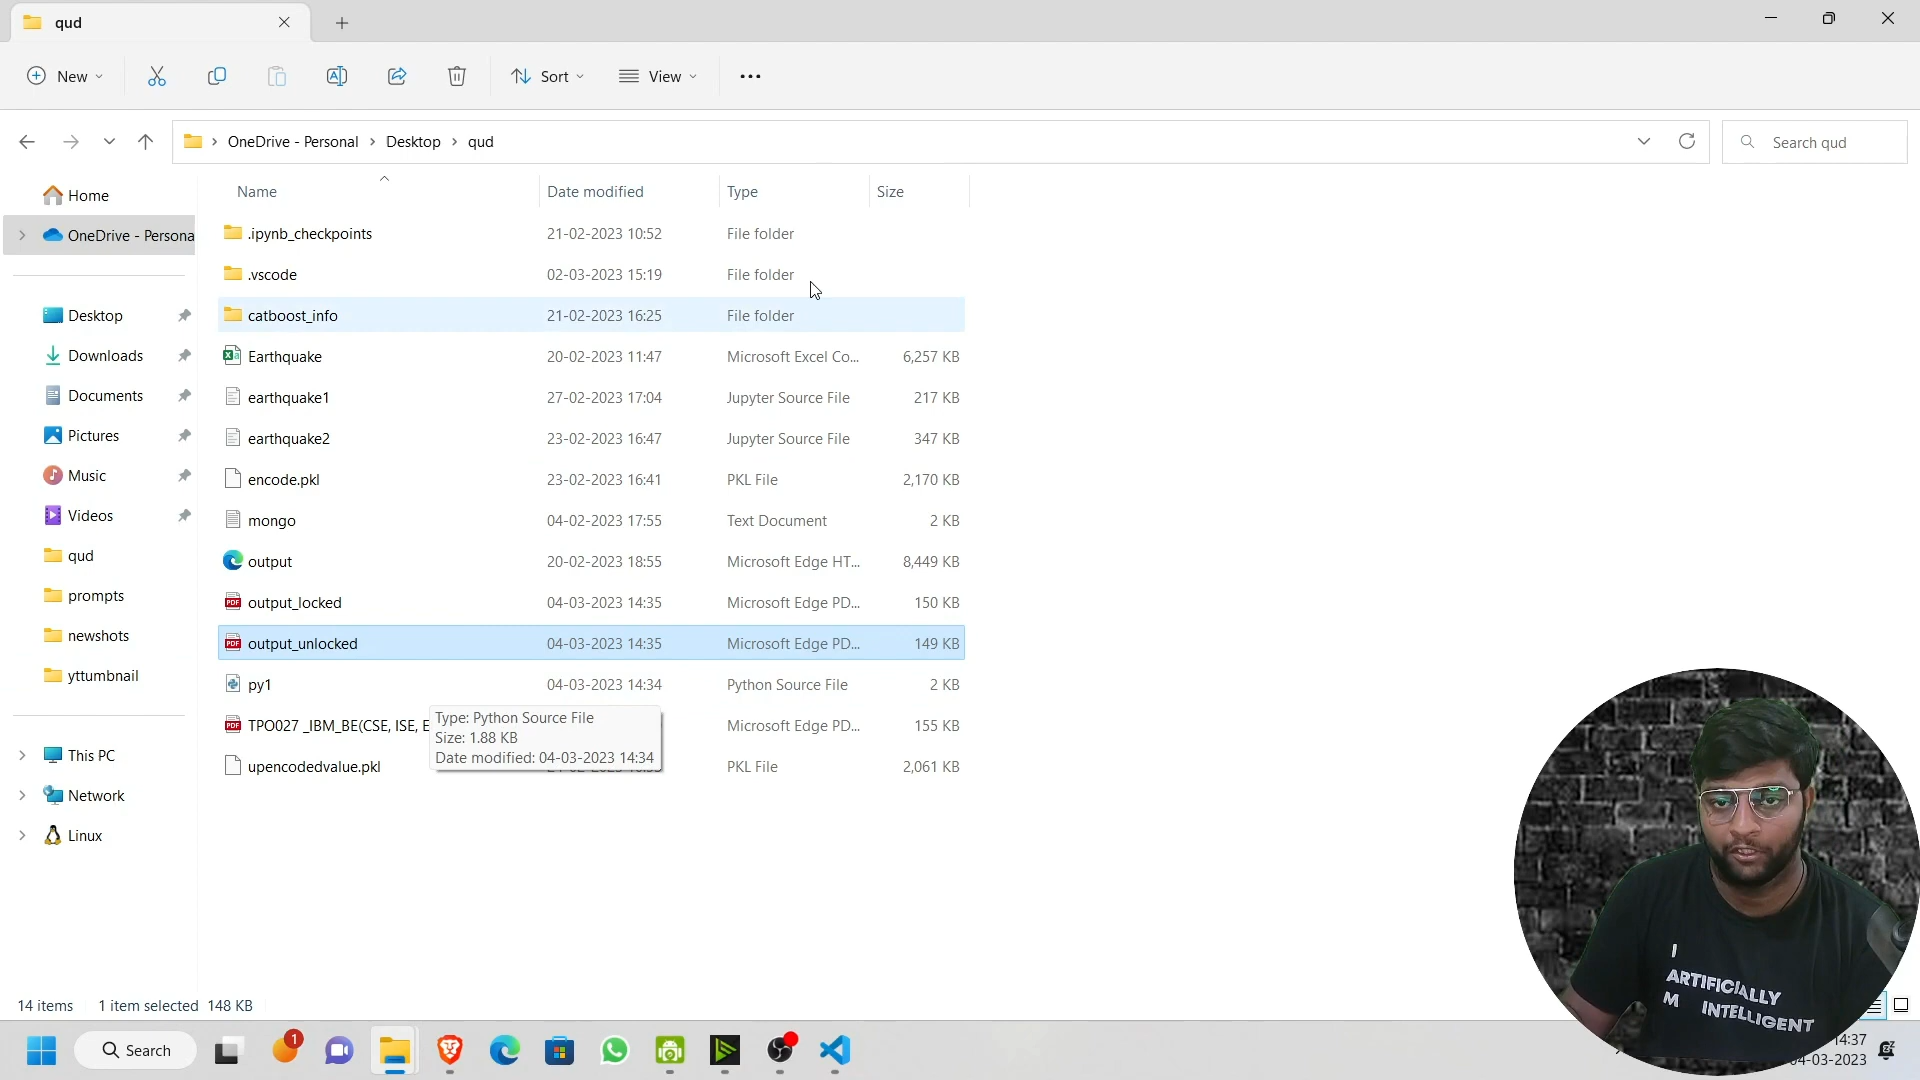 qud
New
Sort
View
OneDrive - Personal > Desktop > qud
Search qud
Name Date modified Type Size
Home
OneDrive - Persona
Desktop
Downloads
Documents
Pictures
Music
Videos
qud
prompts
newshots
yttumbnail
This PC
Network
Linux
.ipynb_checkpoints 21-02-2023 10:52 File folder
.vscode 02-03-2023 15:19 File folder
catboost_info 21-02-2023 16:25 File folder
Earthquake 20-02-2023 11:47 Microsoft Excel Co... 6,257 KB
earthquake1 27-02-2023 17:04 Jupyter Source File 217 KB
earthquake2 23-02-2023 16:47 Jupyter Source File 347 KB
encode.pkl 23-02-2023 16:41 PKL File 2,170 KB
mongo 04-02-2023 17:55 Text Document 2 KB
output 20-02-2023 18:55 Microsoft Edge HT... 8,449 KB
output_locked 04-03-2023 14:35 Microsoft Edge PD... 150 KB
output_unlocked 04-03-2023 14:35 Microsoft Edge PD... 149 KB
py1 04-03-2023 14:34 Python Source File 2 KB
TPO027 _IBM_BE(CSE, ISE, E Microsoft Edge PD... 155 KB
upencodedvalue.pkl PKL File 2,061 KB
Type: Python Source File
Size: 1.88 KB
Date modified: 04-03-2023 14:34
14 items 1 item selected 148 KB
I
ARTIFICIALLY
M INTELLIGENT
Search
1
14:37
04-03-2023